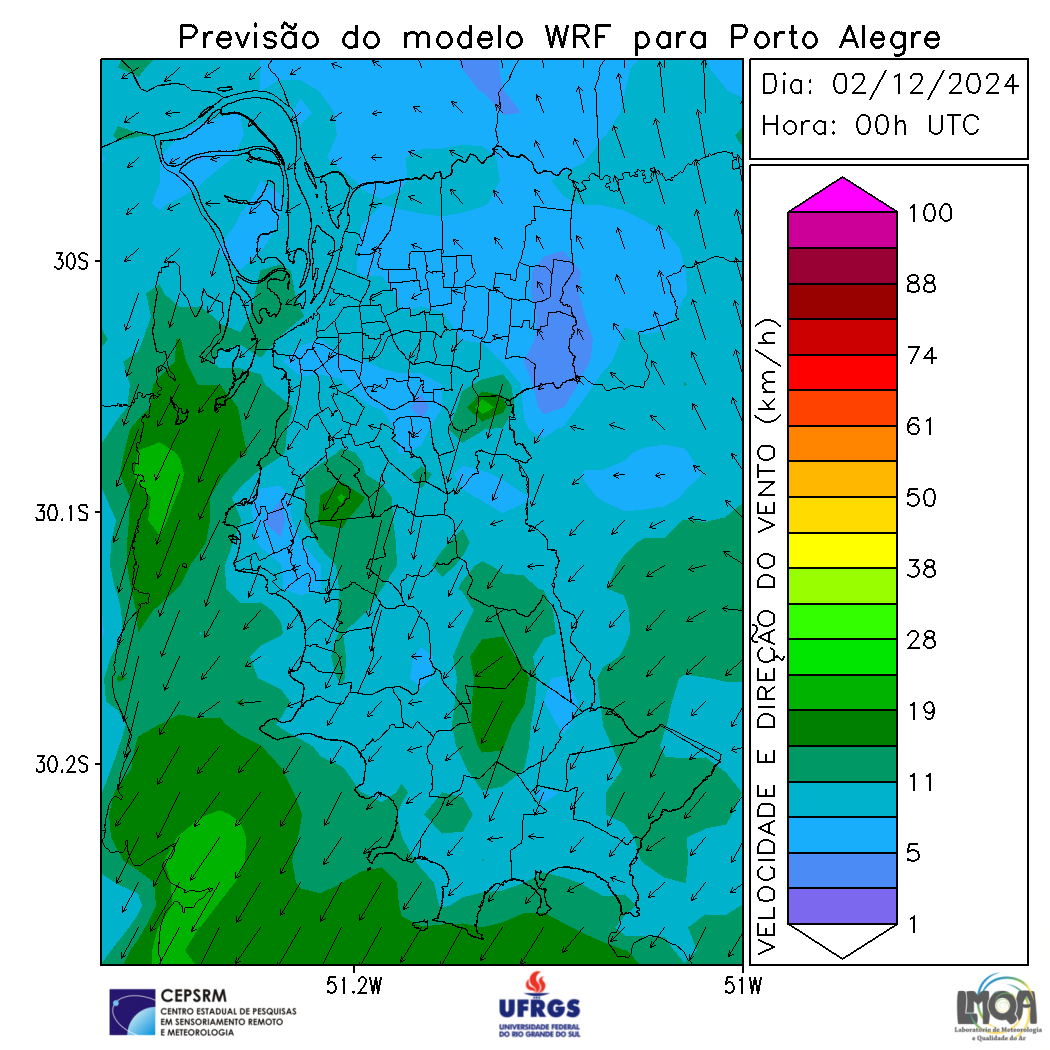 Previsão do modelo WRF para Porto Alegre
Dia: 02/12/2024
Hora: 00h UTC
30S
30.1S
30.2S
51.2W
51W
VELOCIDADE E DIREÇÃO DO VENTO (km/h)
100
88
74
61
50
38
28
19
11
5
1
CEPSRM
CENTRO ESTADUAL DE PESQUISAS
EM SENSORIAMENTO REMOTO
E METEOROLOGIA
UFRGS
UNIVERSIDADE FEDERAL
DO RIO GRANDE DO SUL
LMQA
Laboratório de Meteorologia
e Qualidade do Ar